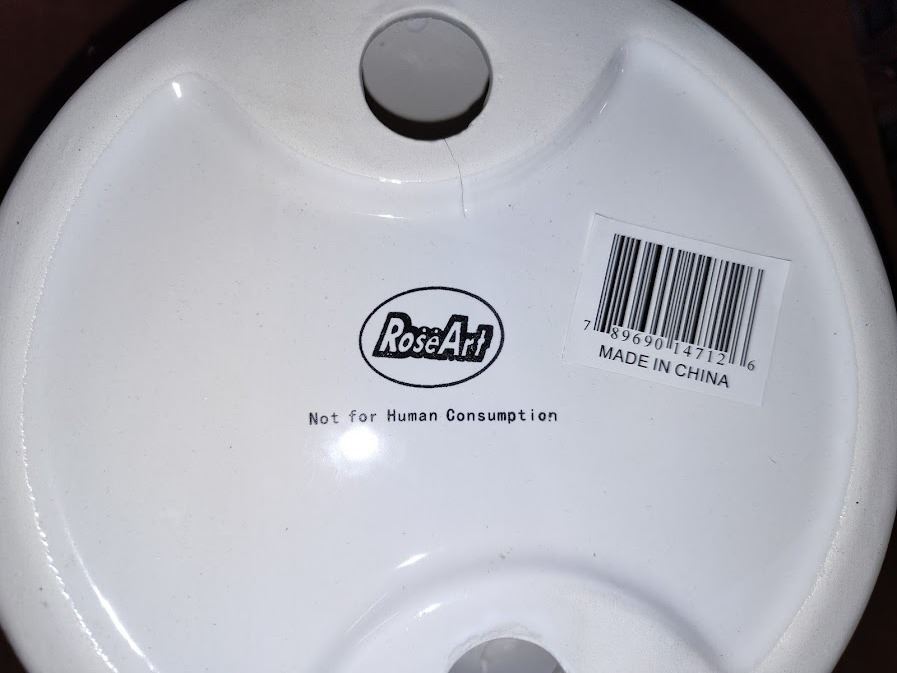 RoseArt
Not for Human Consumption
7 89690 14712 6
MADE IN CHINA